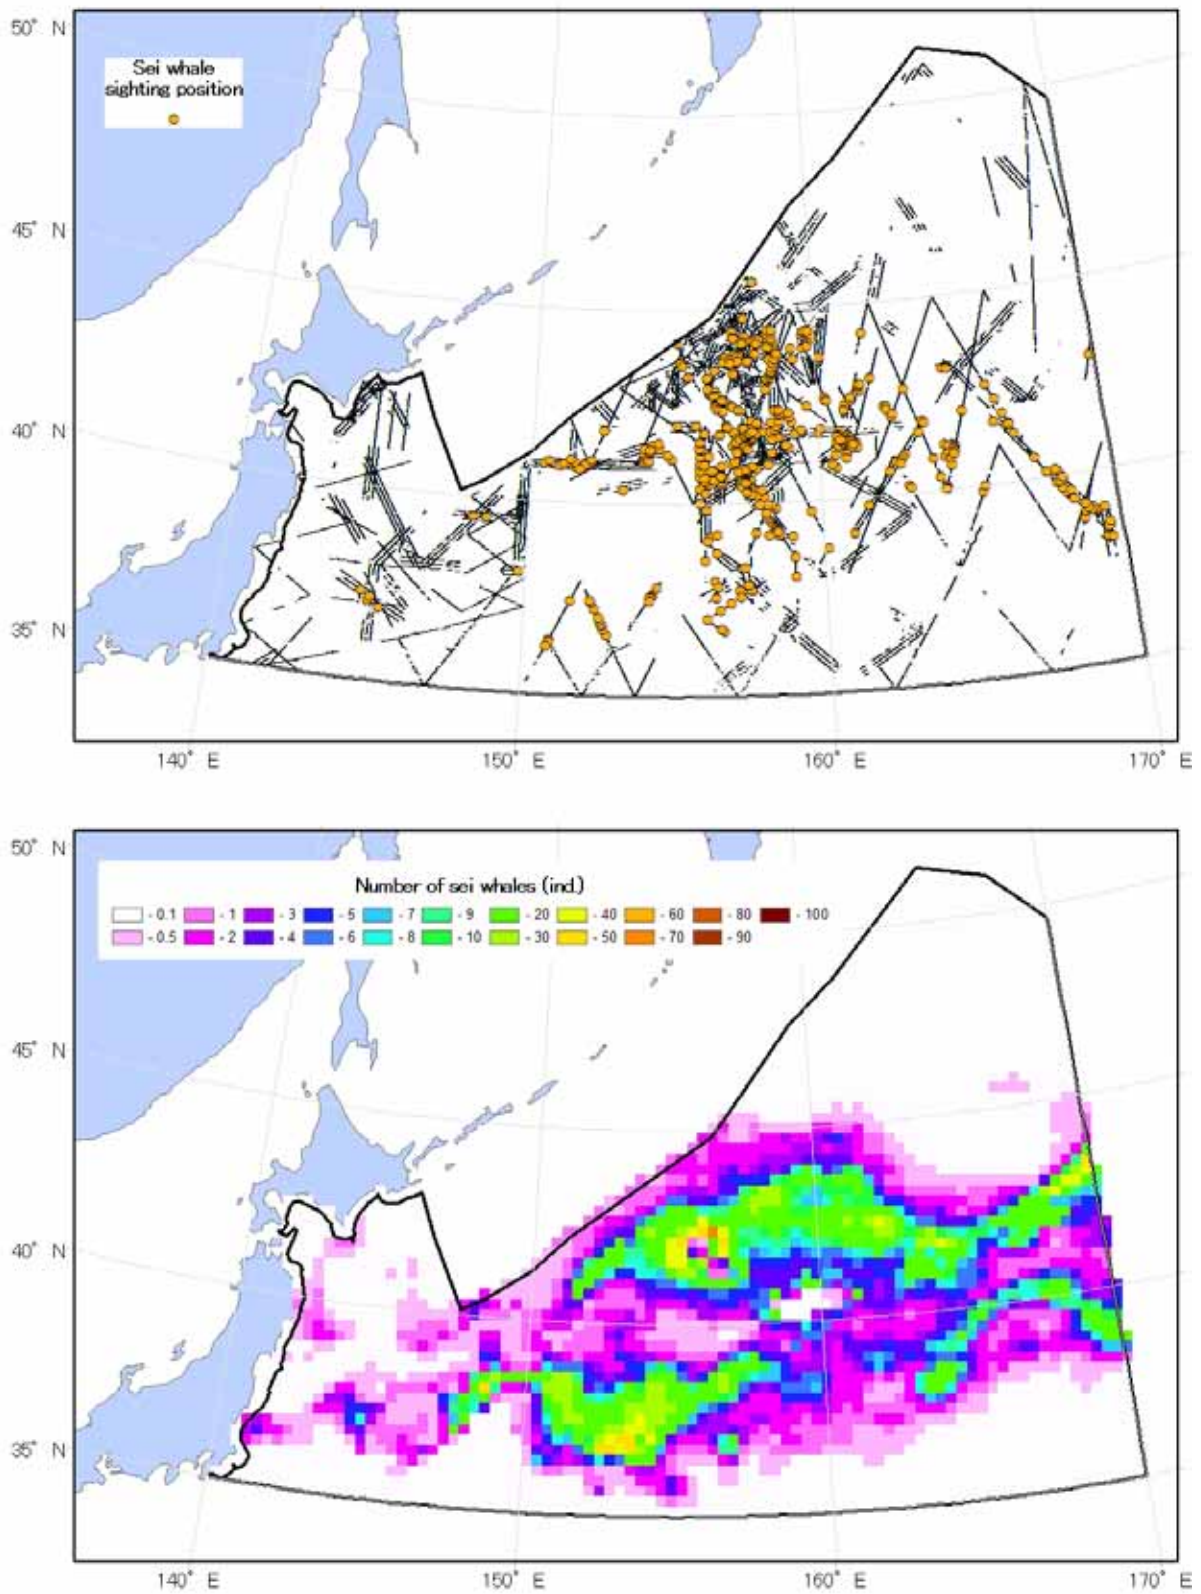 50° N
Sei whale
sighting position
45° N
40° N
35° N
140° E
150° E
160° E
170° E
50° N
Number of sei whales (ind.)
- 0.1 - 1 - 3 - 5 - 7 - 9 - 20 - 40 - 60 - 80 - 100
- 0.5 - 2 - 4 - 6 - 8 - 10 - 30 - 50 - 70 - 90
45° N
40° N
35° N
140° E
150° E
160° E
170° E